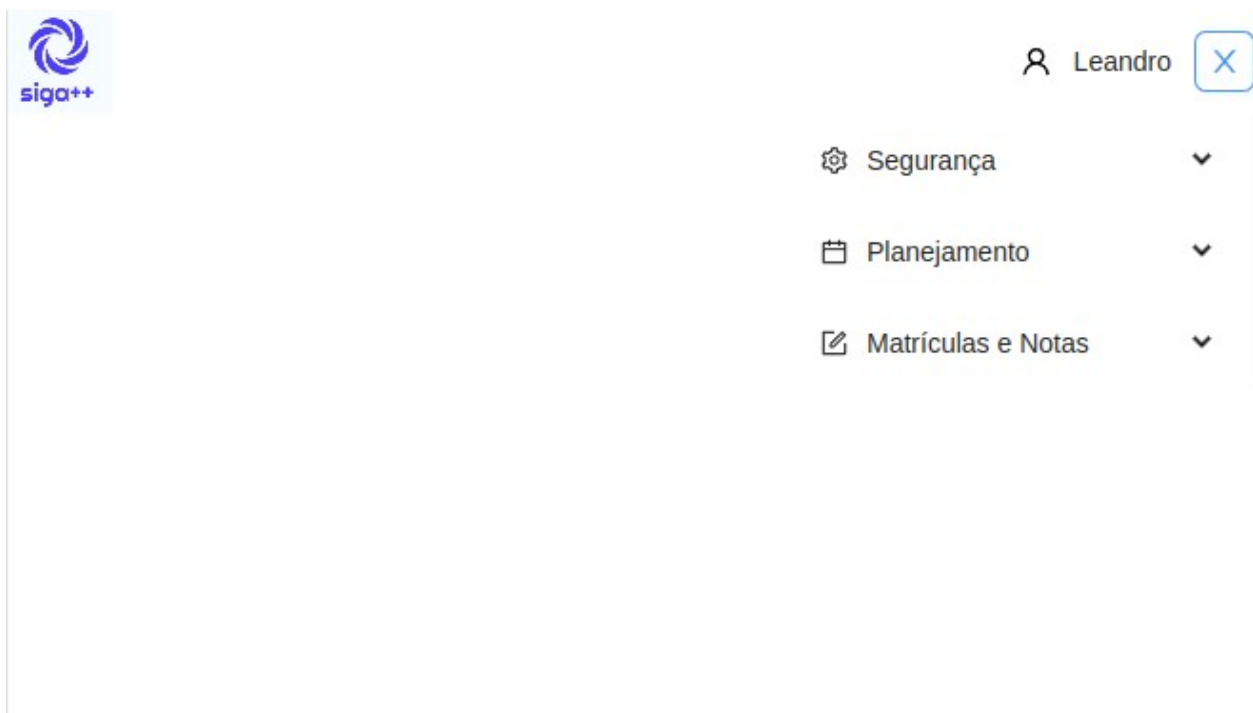 siga++
Leandro
Segurança
Planejamento
Matrículas e Notas